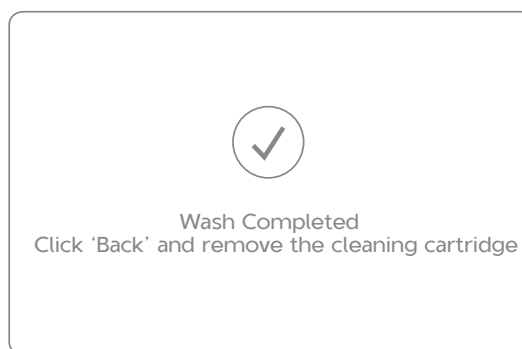 Wash Completed
Click ‘Back’ and remove the cleaning cartridge